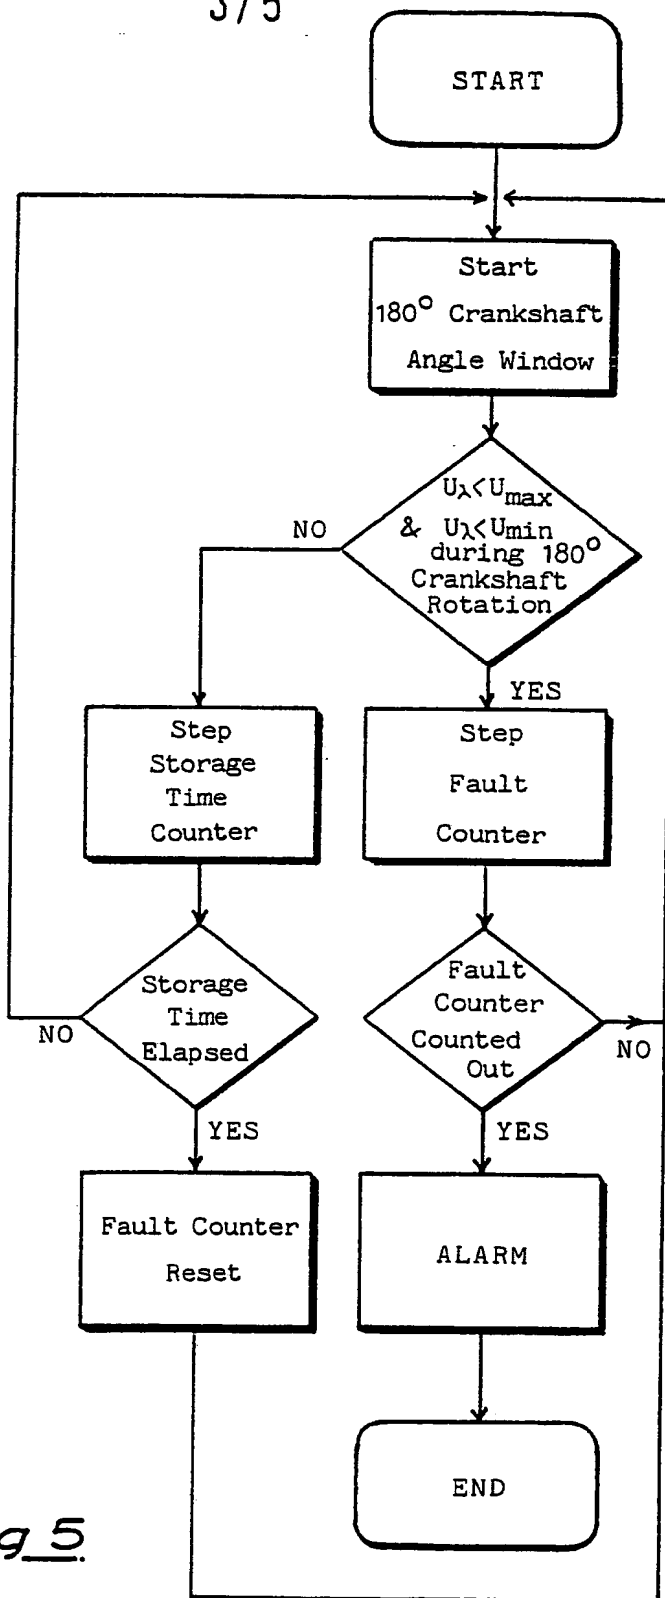 3/5
START
Start
180° Crankshaft
Angle Window
Uλ<Umax
& Uλ<Umin
during 180°
Crankshaft
Rotation
NO
YES
Step
Storage
Time
Counter
Step
Fault
Counter
Storage
Time
Elapsed
NO
YES
Fault
Counter
Counted
Out
NO
YES
Fault Counter
Reset
ALARM
END
g 5.